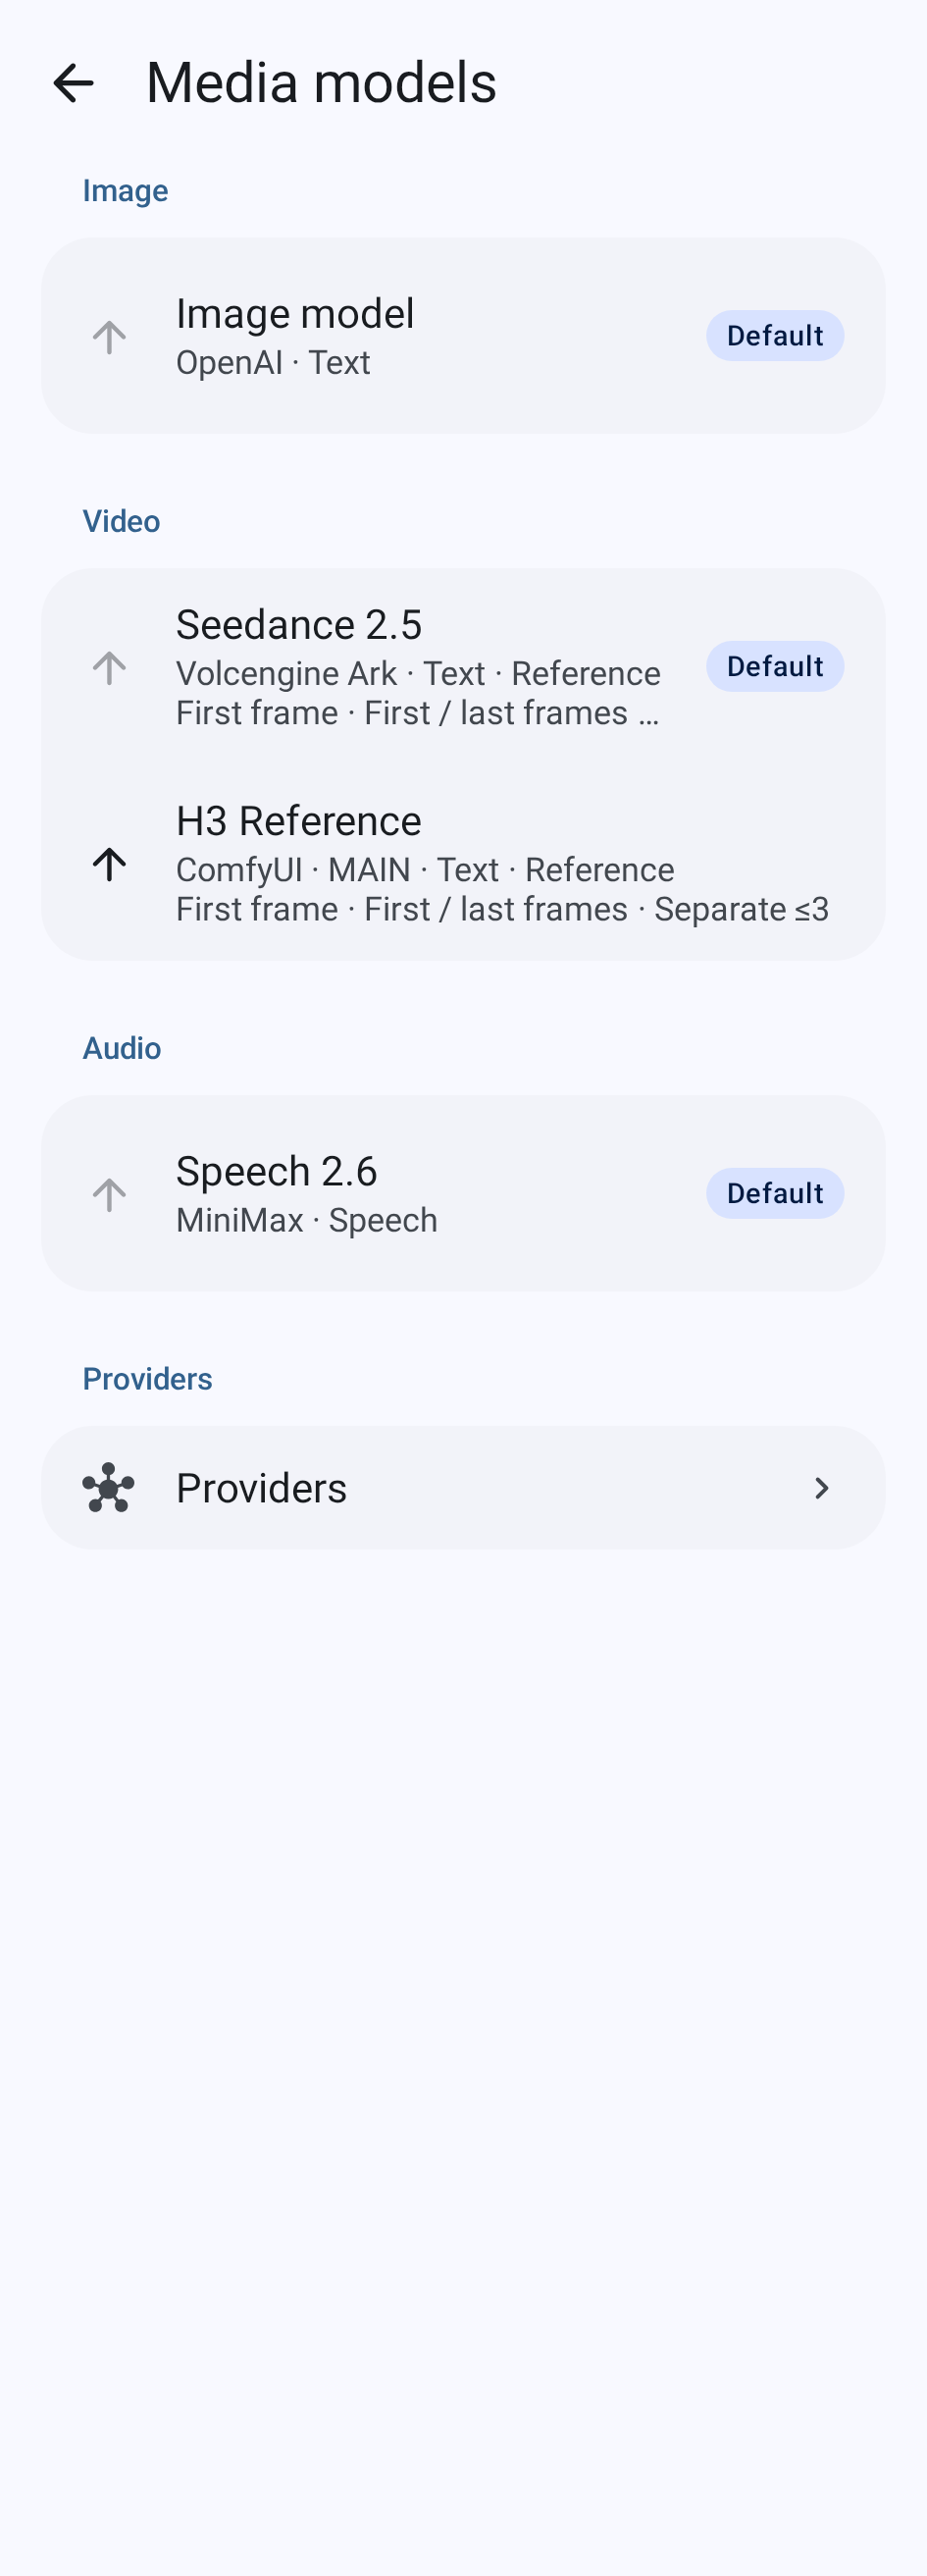 Media models
Image
Image model
OpenAI · Text
Default
Video
Seedance 2.5
Volcengine Ark · Text · Reference
First frame · First / last frames …
Default
H3 Reference
ComfyUI · MAIN · Text · Reference
First frame · First / last frames · Separate ≤3
Audio
Speech 2.6
MiniMax · Speech
Default
Providers
Providers